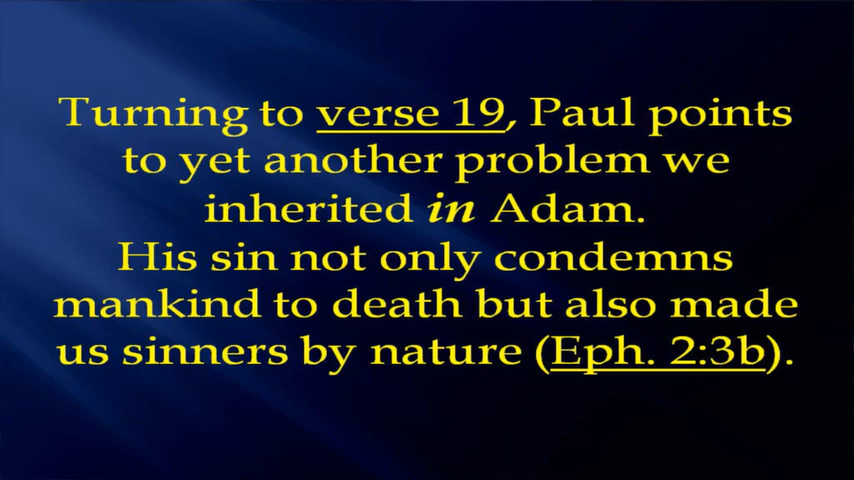 Turning to verse 19, Paul points
to yet another problem we
inherited in Adam.
His sin not only condemns
mankind to death but also made
us sinners by nature (Eph. 2:3b).